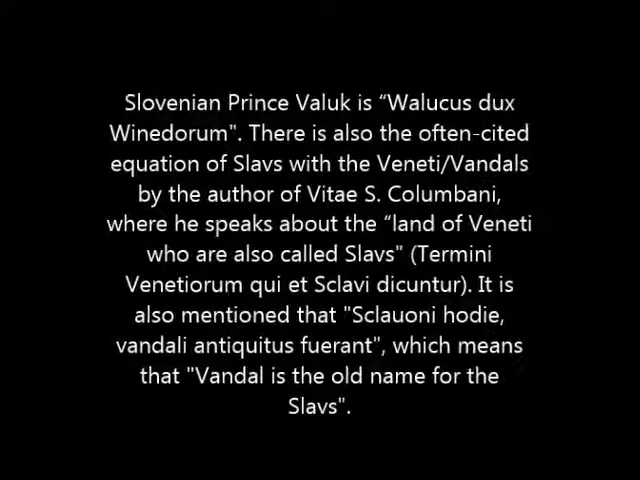 Slovenian Prince Valuk is “Walucus dux
Winedorum". There is also the often-cited
equation of Slavs with the Veneti/Vandals
by the author of Vitae S. Columbani,
where he speaks about the “land of Veneti
who are also called Slavs" (Termini
Venetiorum qui et Sclavi dicuntur). It is
also mentioned that "Sclauoni hodie,
vandali antiquitus fuerant", which means
that "Vandal is the old name for the
Slavs".